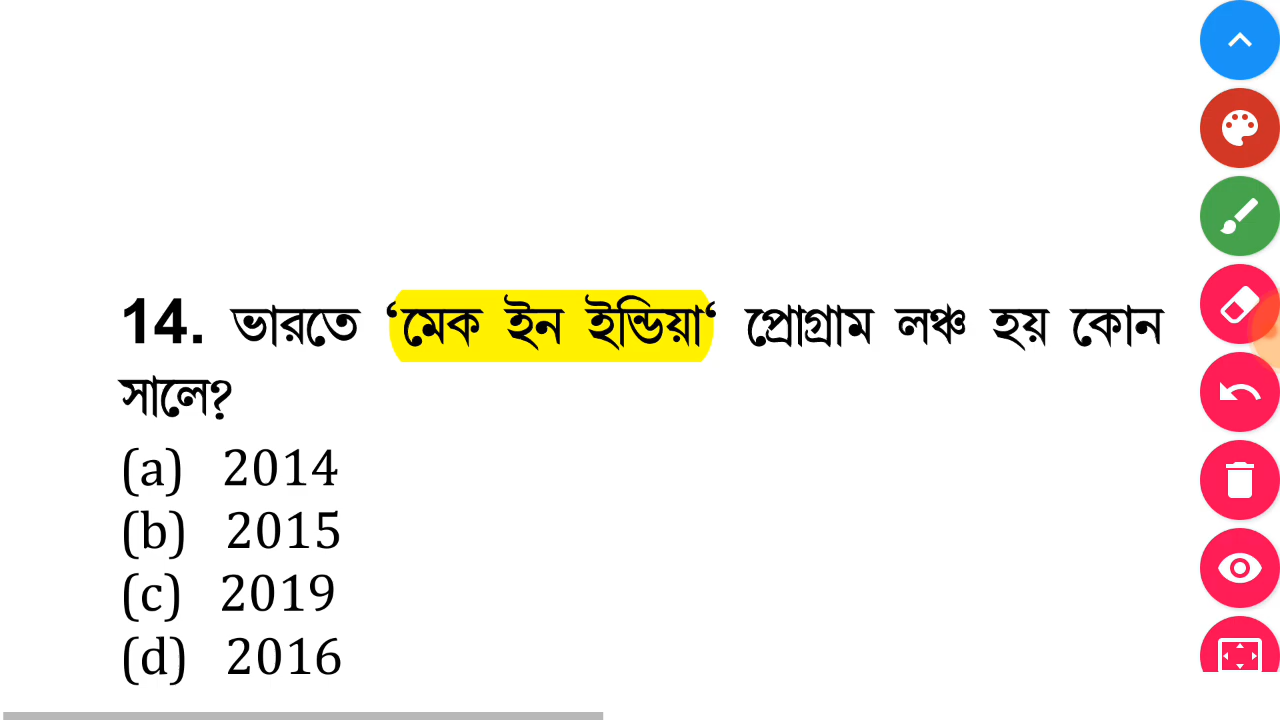 14. ভারতে ‘মেক ইন ইন্ডিয়া‘ প্রোগ্রাম লঞ্চ হয় কোন
সালে?
(a) 2014
(b) 2015
(c) 2019
(d) 2016